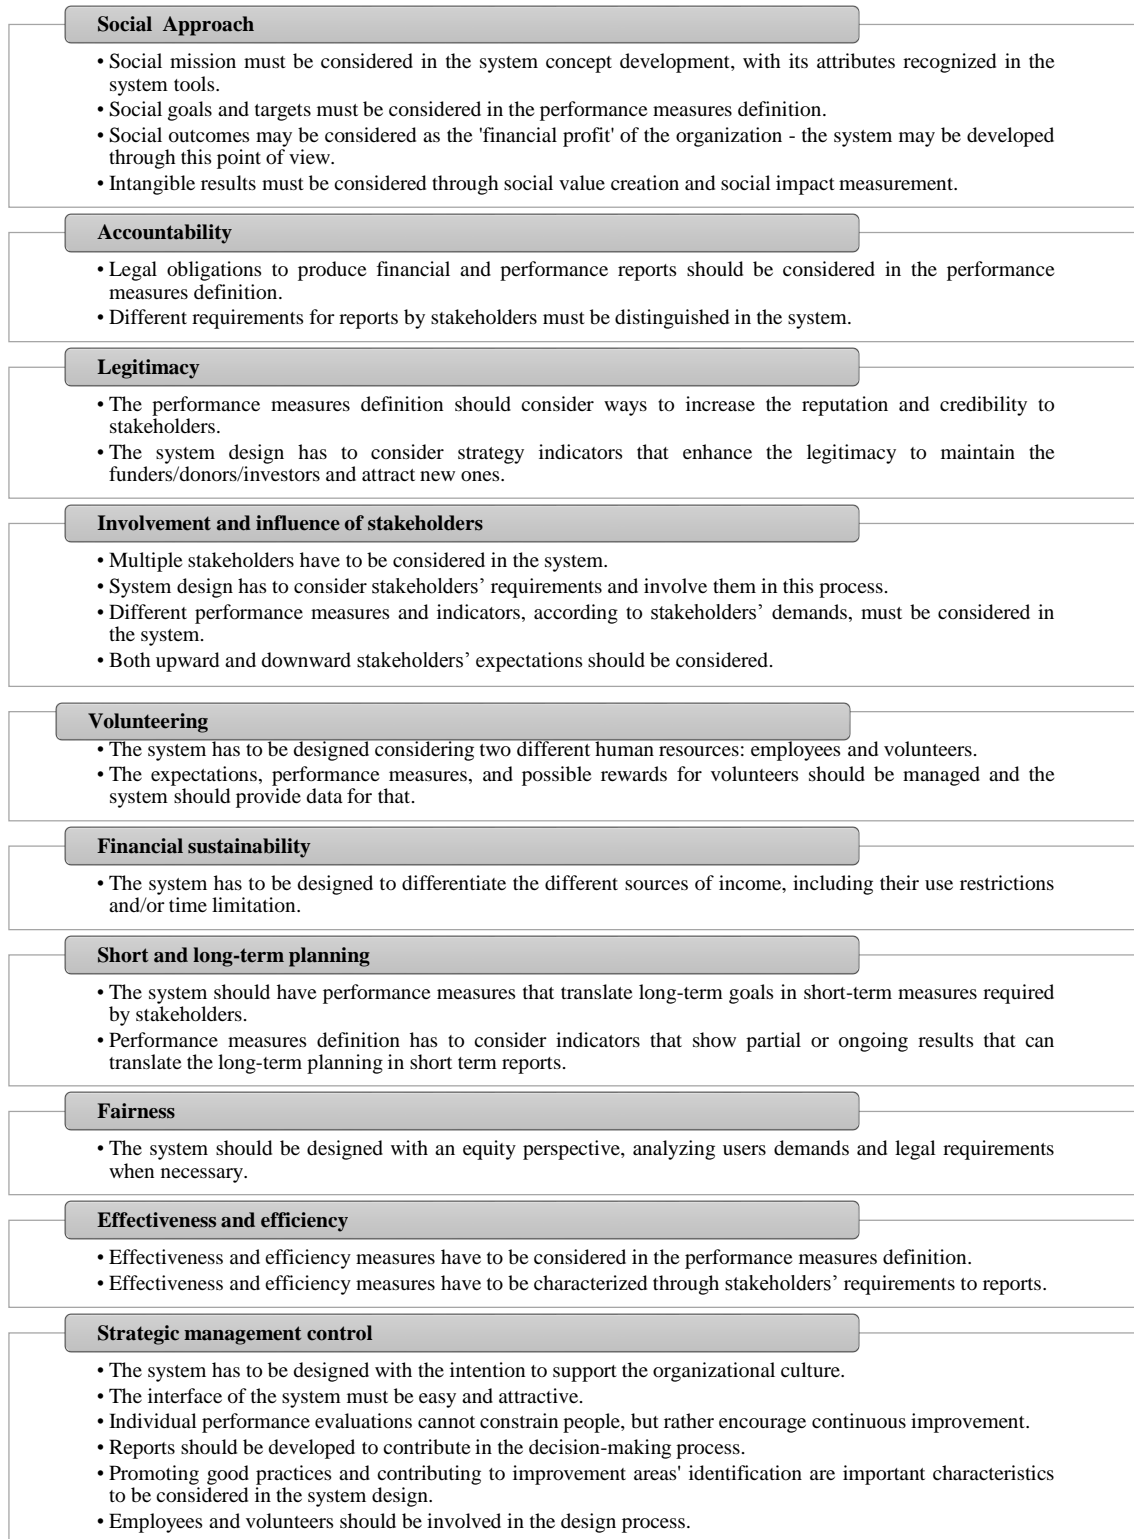 Social Approach
• Social mission must be considered in the system concept development, with its attributes recognized in the
system tools.
• Social goals and targets must be considered in the performance measures definition.
• Social outcomes may be considered as the 'financial profit' of the organization - the system may be developed
through this point of view.
• Intangible results must be considered through social value creation and social impact measurement.
Accountability
• Legal obligations to produce financial and performance reports should be considered in the performance
measures definition.
• Different requirements for reports by stakeholders must be distinguished in the system.
Legitimacy
• The performance measures definition should consider ways to increase the reputation and credibility to
stakeholders.
• The system design has to consider strategy indicators that enhance the legitimacy to maintain the
funders/donors/investors and attract new ones.
Involvement and influence of stakeholders
• Multiple stakeholders have to be considered in the system.
• System design has to consider stakeholders’ requirements and involve them in this process.
• Different performance measures and indicators, according to stakeholders’ demands, must be considered in
the system.
• Both upward and downward stakeholders’ expectations should be considered.
Volunteering
• The system has to be designed considering two different human resources: employees and volunteers.
• The expectations, performance measures, and possible rewards for volunteers should be managed and the
system should provide data for that.
Financial sustainability
• The system has to be designed to differentiate the different sources of income, including their use restrictions
and/or time limitation.
Short and long-term planning
• The system should have performance measures that translate long-term goals in short-term measures required
by stakeholders.
• Performance measures definition has to consider indicators that show partial or ongoing results that can
translate the long-term planning in short term reports.
Fairness
• The system should be designed with an equity perspective, analyzing users demands and legal requirements
when necessary.
Effectiveness and efficiency
• Effectiveness and efficiency measures have to be considered in the performance measures definition.
• Effectiveness and efficiency measures have to be characterized through stakeholders’ requirements to reports.
Strategic management control
• The system has to be designed with the intention to support the organizational culture.
• The interface of the system must be easy and attractive.
• Individual performance evaluations cannot constrain people, but rather encourage continuous improvement.
• Reports should be developed to contribute in the decision-making process.
• Promoting good practices and contributing to improvement areas' identification are important characteristics
to be considered in the system design.
• Employees and volunteers should be involved in the design process.